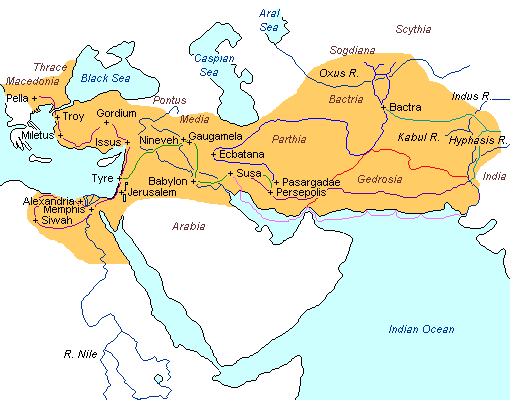 Aral
Sea
Scythia
Sogdiana
Thrace
Caspian
Sea
Macedonia
Black Sea
Oxus R.
Pella
Pontus
Bactria
Indus R.
Troy
Gordium
Media
Bactra
Miletus
Issus
Nineveh
Gaugamela
Parthia
Kabul R.
Hyphasis R.
Ecbatana
Tyre
Babylon
Susa
Pasargadae
Gedrosia
India
Jerusalem
Persepolis
Alexandria
Memphis
Siwah
Arabia
Indian Ocean
R. Nile